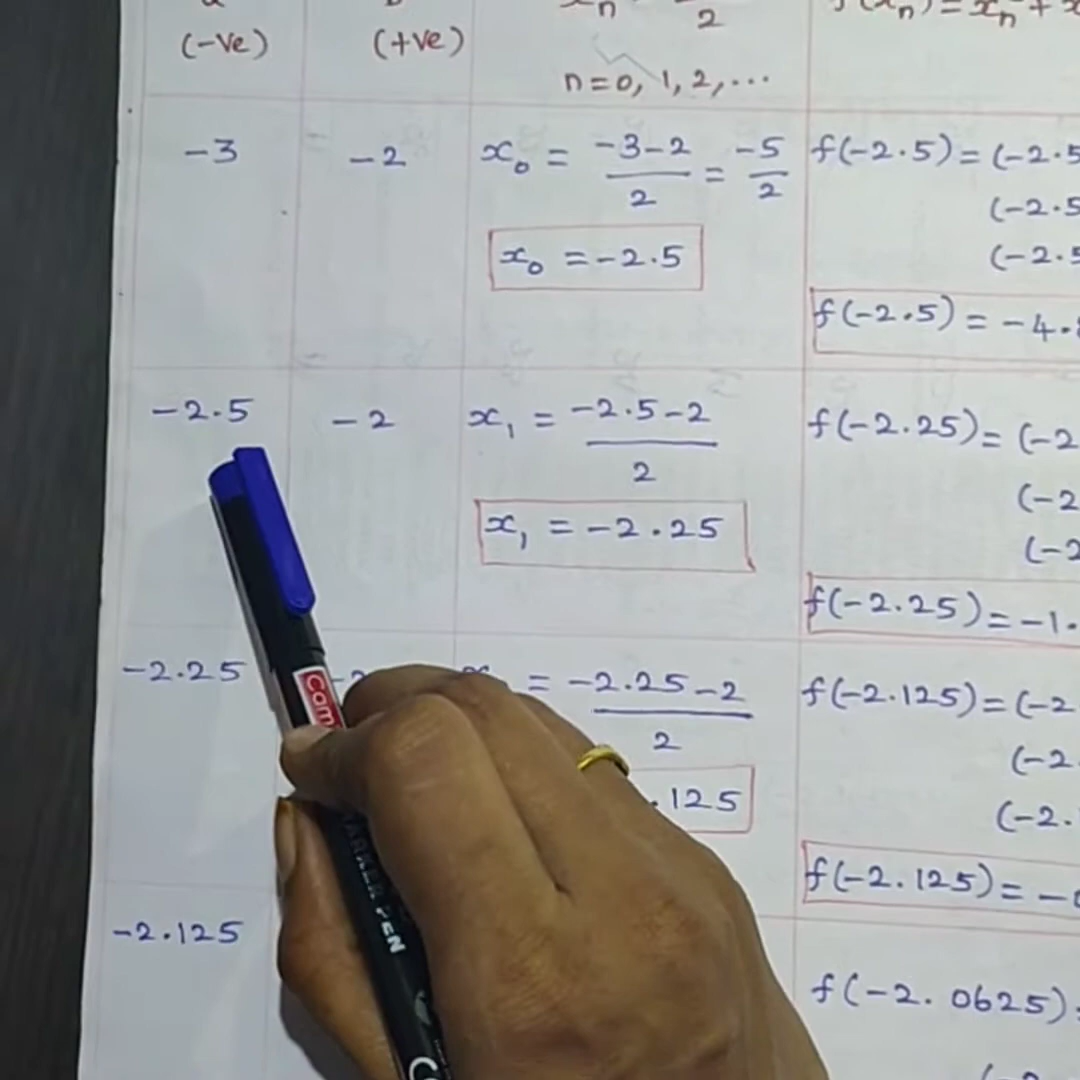 (-ve) (+ve) 2
n=0, 1, 2, ...
-3 -2 x₀ = -3-2/2 = -5/2 f(-2.5)=(-2.5
(-2.5
x₀ = -2.5 (-2.5
f(-2.5) = -4.
-2.5 -2 x₁ = -2.5-2/2 f(-2.25)=(-2
(-2
x₁ = -2.25 (-2
f(-2.25) = -1.
-2.25 = -2.25-2/2 f(-2.125)=(-2
(-2
.125 (-2.
f(-2.125) = -
-2.125
f(-2.0625)
Cam
MARKER PEN